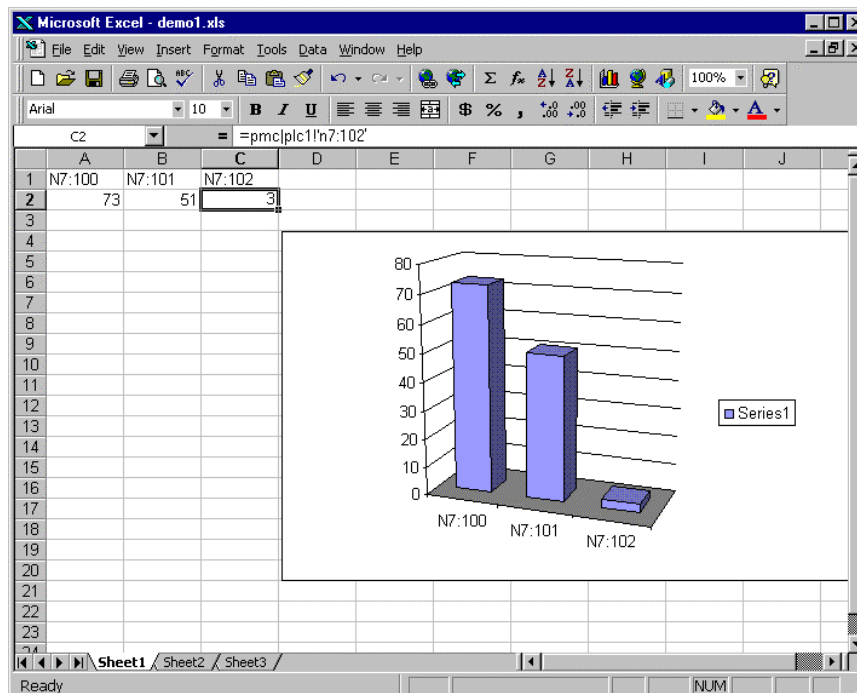 Microsoft Excel - demo1.xls
File Edit View Insert Format Tools Data Window Help
Σ fx 100%
Arial 10 B I U $ % ,
C2 = =pmc|plc1!'n7:102'
A B C D E F G H I J
1 N7:100 N7:101 N7:102
2 73 51 3
3
4
5
6
7
8
9
10
11
12
13
14
15
16
17
18
19
20
21
22
23
24
80
70
60
50
40
30
20
10
0
N7:100 N7:101 N7:102
Series1
Sheet1 Sheet2 Sheet3
Ready NUM